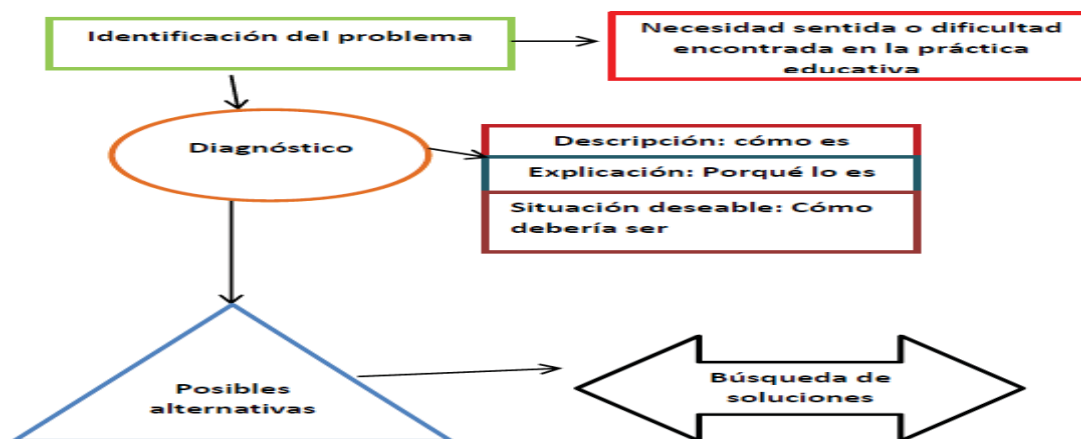 Identificación del problema
Necesidad sentida o dificultad
encontrada en la práctica
educativa
Diagnóstico
Descripción: cómo es
Explicación: Porqué lo es
Situación deseable: Cómo
debería ser
Posibles
alternativas
Búsqueda de
soluciones